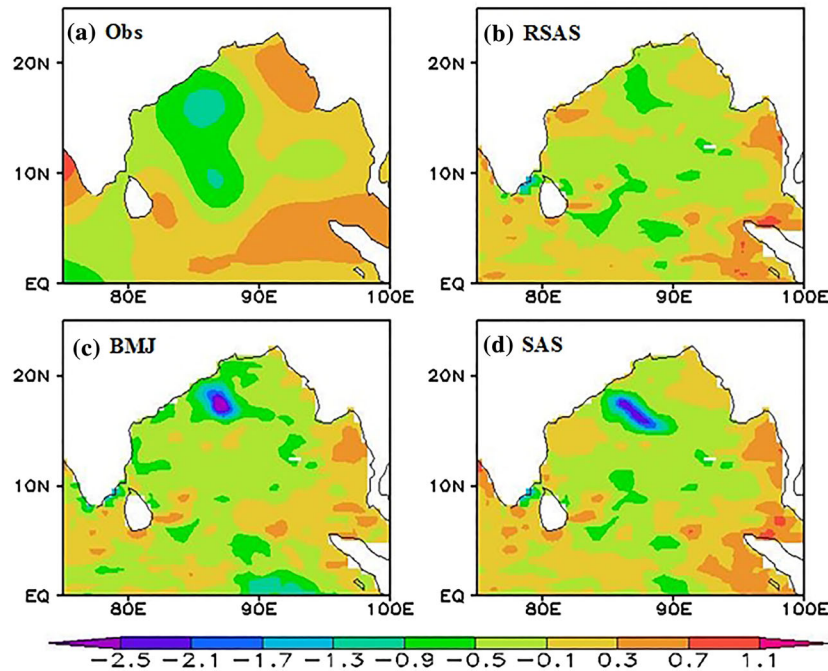 (a) Obs
(b) RSAS
20N
20N
10N
10N
EQ
EQ
80E
90E
100E
80E
90E
100E
(c) BMJ
(d) SAS
20N
20N
10N
10N
EQ
EQ
80E
90E
100E
80E
90E
100E
−2.5 −2.1 −1.7 −1.3 −0.9 −0.5 −0.1 0.3 0.7 1.1